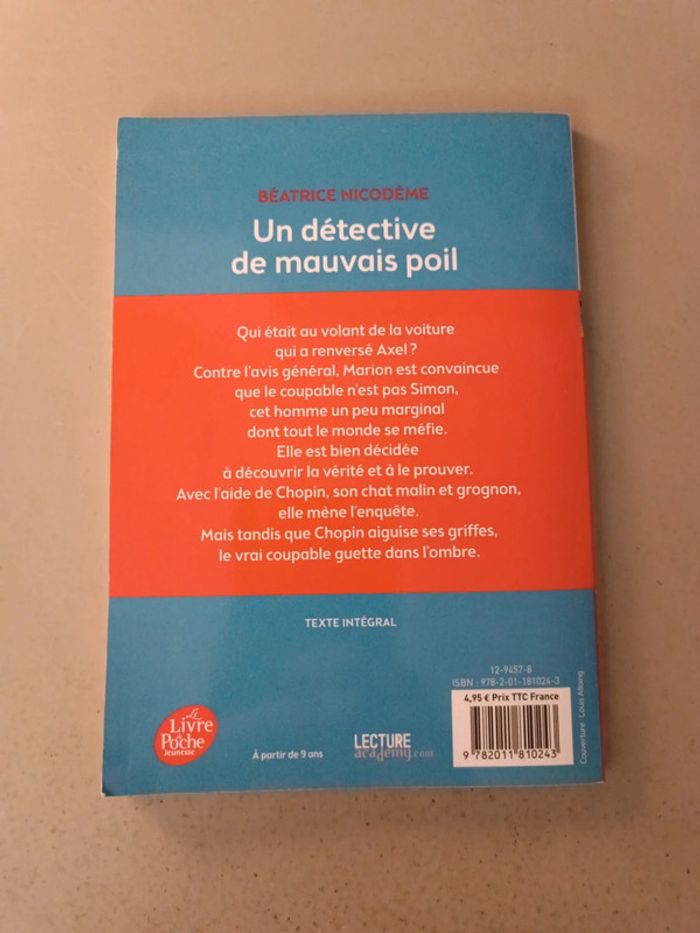 BÉATRICE NICODÈME
Un détective
de mauvais poil
Qui était au volant de la voiture
qui a renversé Axel ?
Contre l'avis général, Marion est convaincue
que le coupable n'est pas Simon,
cet homme un peu marginal
dont tout le monde se méfie.
Elle est bien décidée
à découvrir la vérité et à le prouver.
Avec l'aide de Chopin, son chat malin et grognon,
elle mène l'enquête.
Mais tandis que Chopin aiguise ses griffes,
le vrai coupable guette dans l'ombre.
TEXTE INTÉGRAL
12-9457-8
ISBN : 978-2-01-181024-3
4,95 € Prix TTC France
9 782011 810243
Couverture : Louis Alloing
Le
Livre
de
Poche
Jeunesse
À partir de 9 ans
LECTURE
academy.com